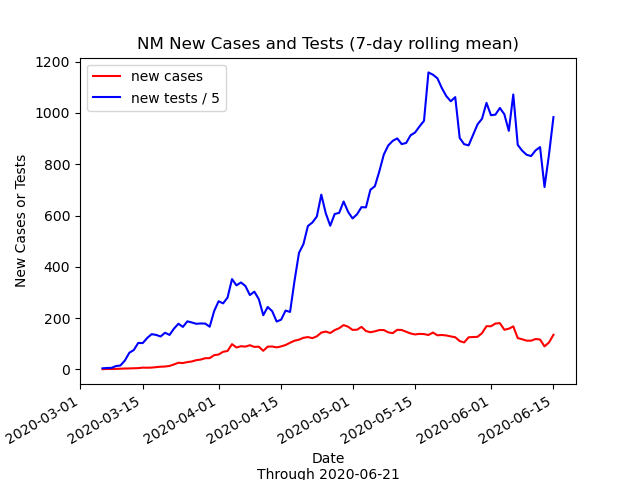 NM New Cases and Tests (7-day rolling mean)
new cases
new tests / 5
New Cases or Tests
1200
1000
800
600
400
200
0
2020-03-01
2020-03-15
2020-04-01
2020-04-15
2020-05-01
2020-05-15
2020-06-01
2020-06-15
Date
Through 2020-06-21